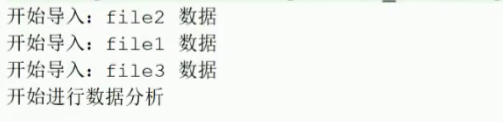 开始导入：file2 数据
开始导入：file1 数据
开始导入：file3 数据
开始进行数据分析